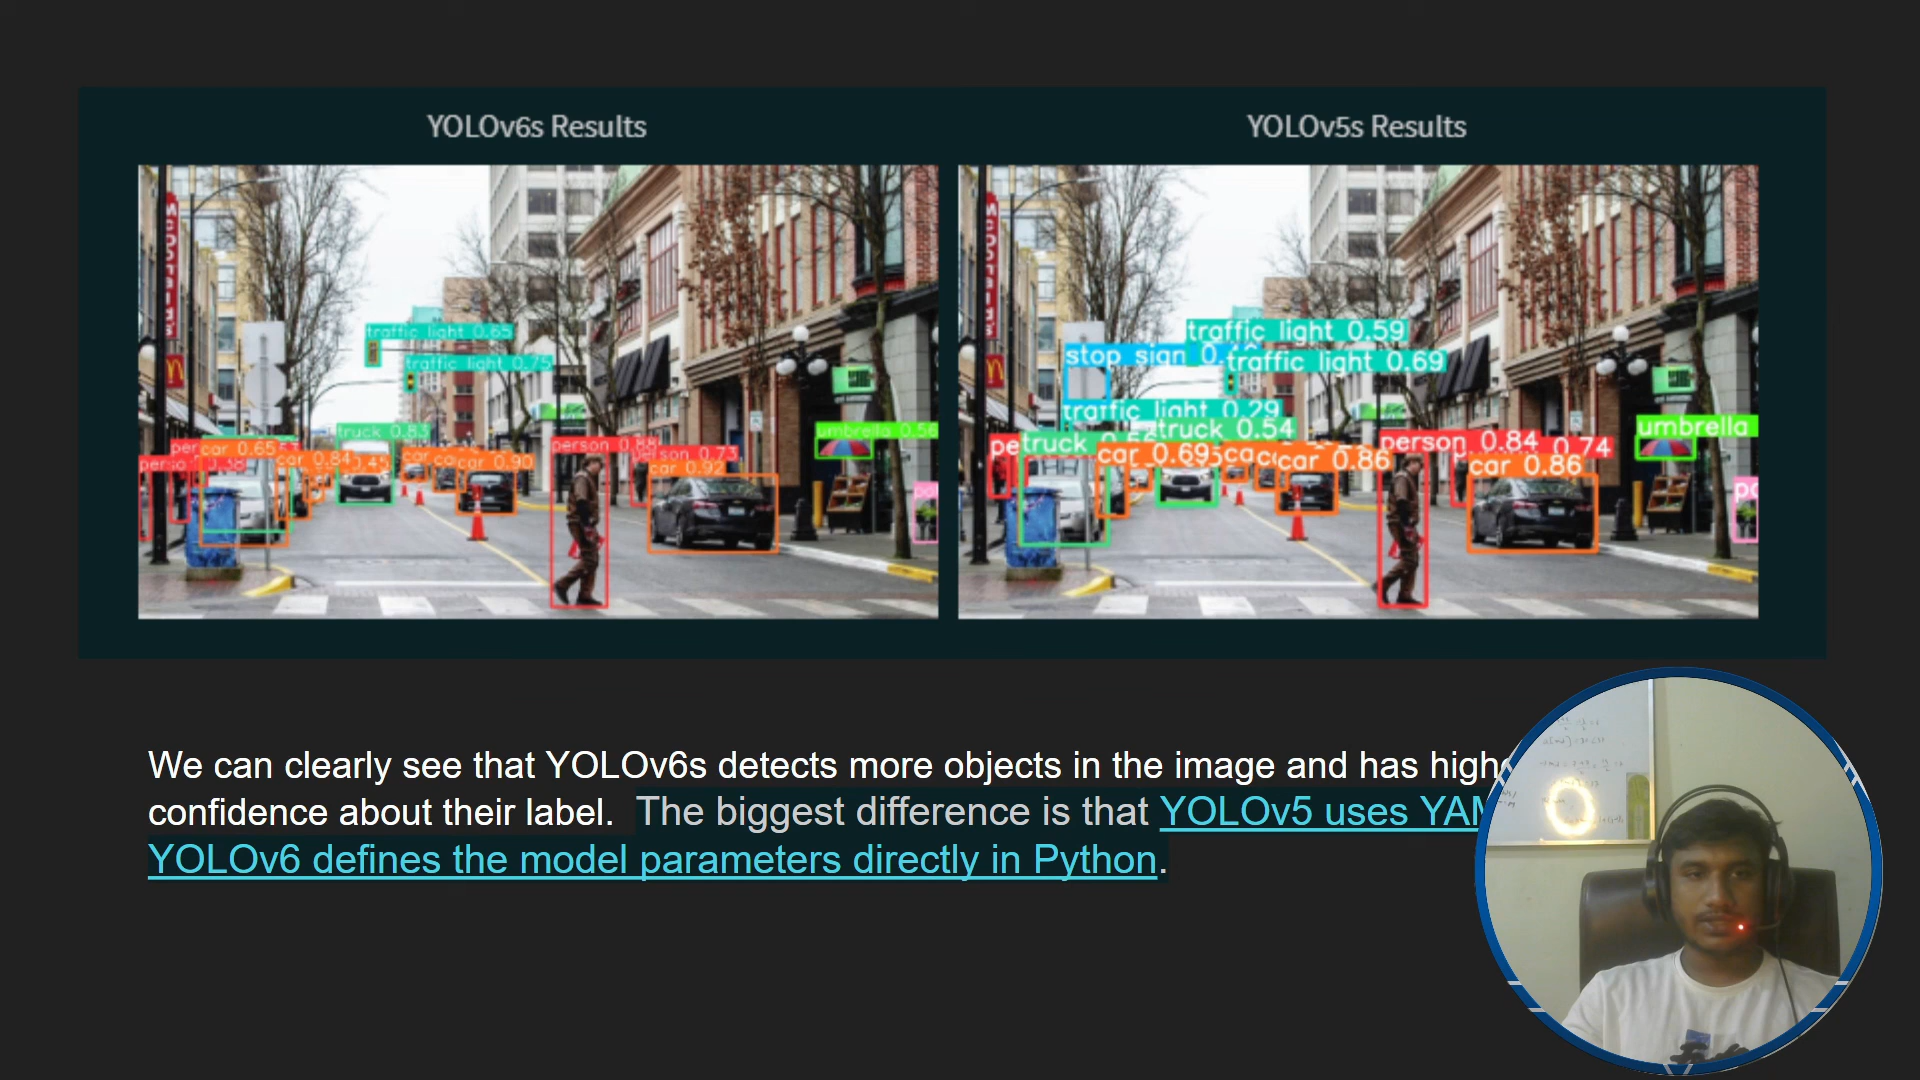 YOLOv6s Results
YOLOv5s Results
McDonald's
traffic light 0.65
traffic light 0.75
truck 0.83
car 0.65
car 0.84
0.45
car 0.90
person 0.88
person 0.73
car 0.92
umbrella 0.56
McDonald's
traffic light 0.59
stop sign
traffic light 0.69
traffic light 0.29
truck
truck 0.54
car 0.69
car 0.86
person 0.84
0.74
car 0.86
umbrella
We can clearly see that YOLOv6s detects more objects in the image and has high
confidence about their label. The biggest difference is that YOLOv5 uses YAM
YOLOv6 defines the model parameters directly in Python.